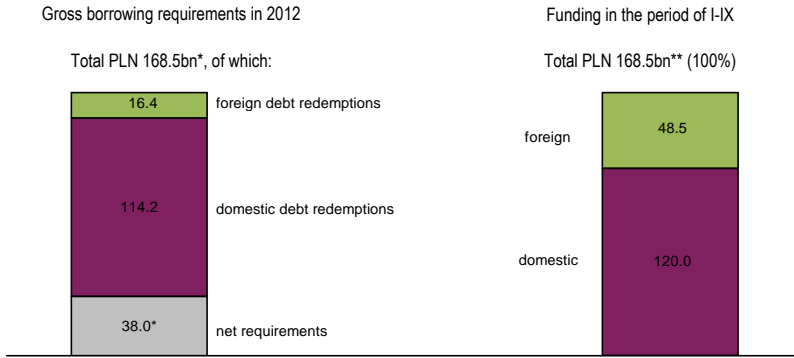 Gross borrowing requirements in 2012
Funding in the period of I-IX
Total PLN 168.5bn*, of which:
Total PLN 168.5bn** (100%)
16.4
foreign debt redemptions
114.2
domestic debt redemptions
38.0*
net requirements
foreign
48.5
domestic
120.0